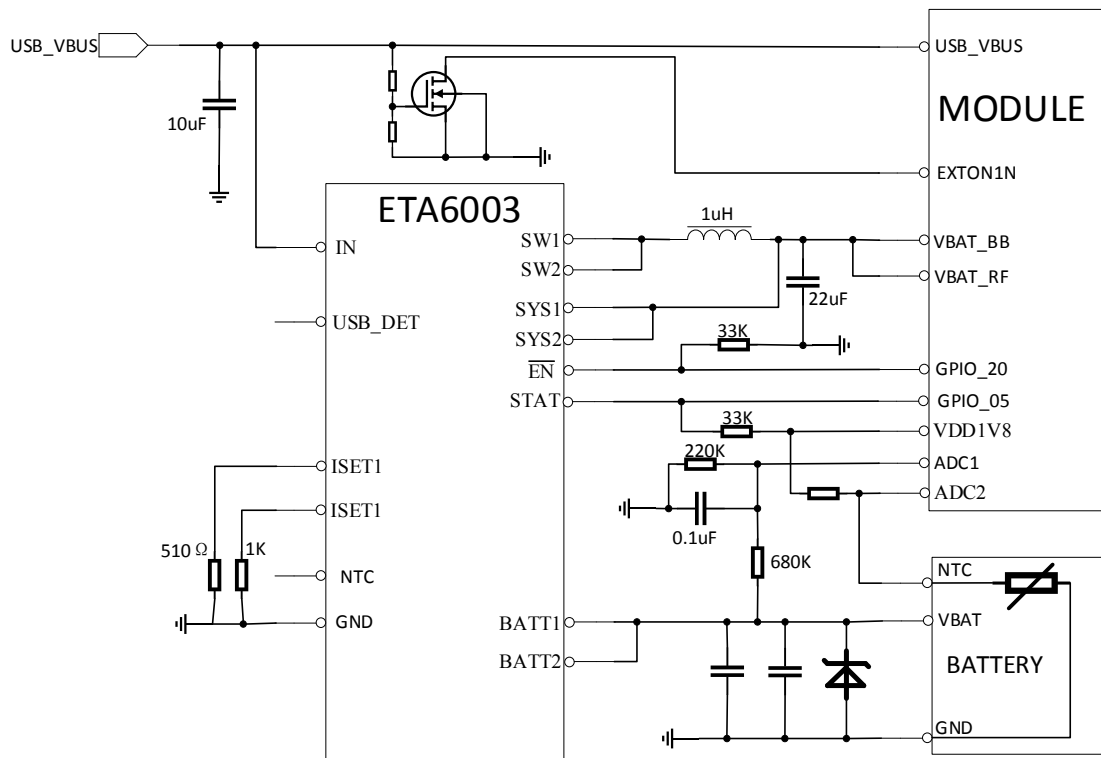 USB_VBUS
USB_VBUS
MODULE
10uF
EXTON1N
ETA6003
1uH
SW1
VBAT_BB
IN
SW2
VBAT_RF
22uF
SYS1
USB_DET
33K
SYS2
EN
GPIO_20
STAT
GPIO_05
33K
VDD1V8
220K
ISET1
ADC1
ADC2
ISET1
0.1uF
510Ω
1K
680K
NTC
NTC
GND
BATT1
VBAT
BATT2
BATTERY
GND